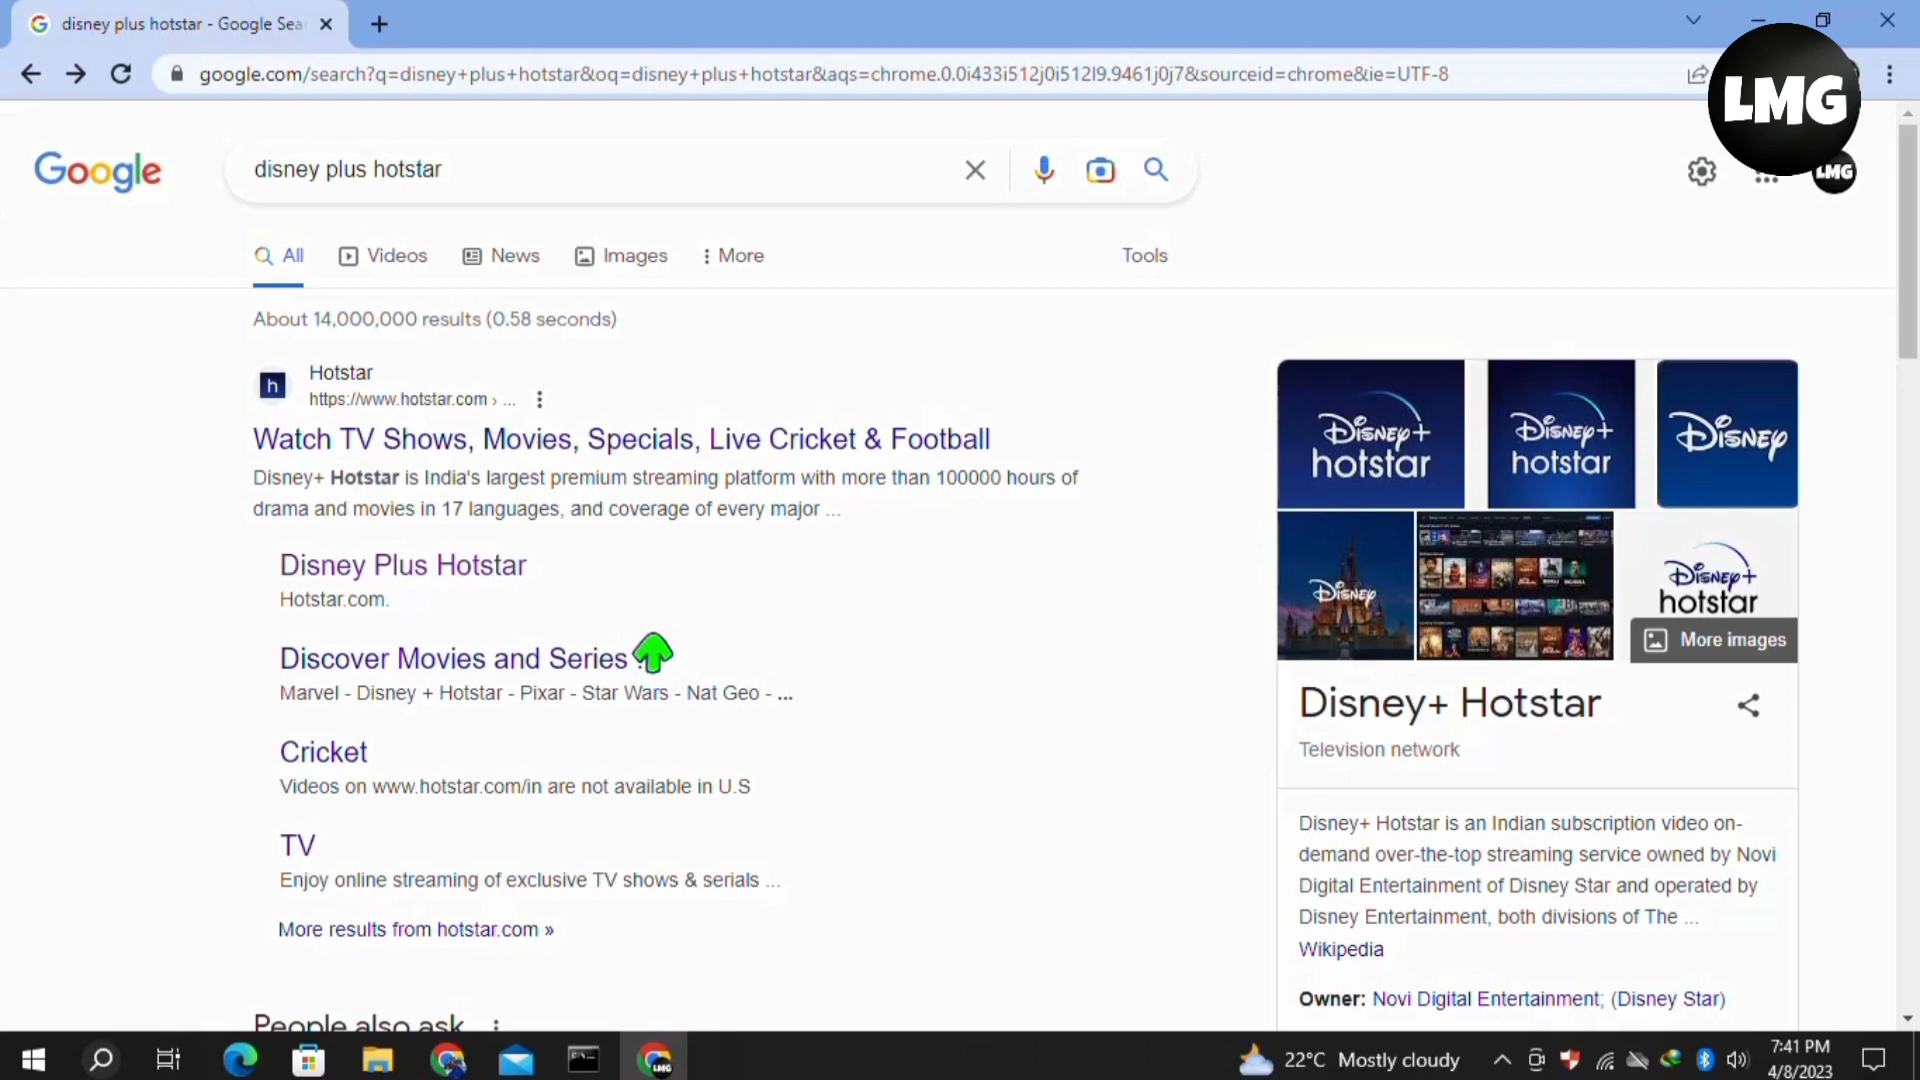 disney plus hotstar - Google Sea
google.com/search?q=disney+plus+hotstar&oq=disney+plus+hotstar&aqs=chrome.0.0i433i512j0i512l9.9461j0j7&sourceid=chrome&ie=UTF-8
LMG
Google
disney plus hotstar
LMG
All
Videos
News
Images
More
Tools
About 14,000,000 results (0.58 seconds)
h
Hotstar
https://www.hotstar.com › ...
Watch TV Shows, Movies, Specials, Live Cricket & Football
Disney+ Hotstar is India's largest premium streaming platform with more than 100000 hours of
drama and movies in 17 languages, and coverage of every major ...
Disney Plus Hotstar
Hotstar.com.
Discover Movies and Series
Marvel - Disney + Hotstar - Pixar - Star Wars - Nat Geo - ...
Cricket
Videos on www.hotstar.com/in are not available in U.S
TV
Enjoy online streaming of exclusive TV shows & serials ...
More results from hotstar.com »
People also ask
Disney+
hotstar
Disney+
hotstar
Disney
Disney
Disney+
hotstar
More images
Disney+ Hotstar
Television network
Disney+ Hotstar is an Indian subscription video on-
demand over-the-top streaming service owned by Novi
Digital Entertainment of Disney Star and operated by
Disney Entertainment, both divisions of The ...
Wikipedia
Owner: Novi Digital Entertainment; (Disney Star)
LMG
22°C Mostly cloudy
7:41 PM
4/8/2023